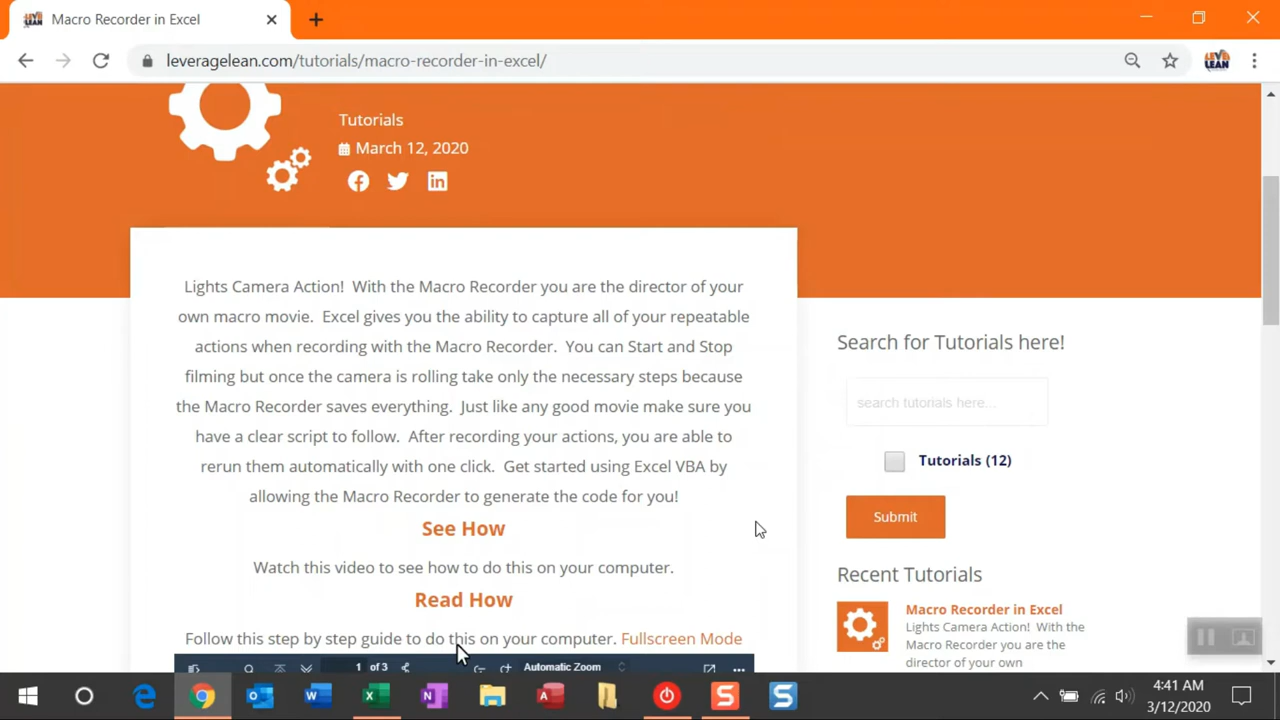 Macro Recorder in Excel
leveragelean.com/tutorials/macro-recorder-in-excel/
LEVE
LEAN
Tutorials
March 12, 2020
Lights Camera Action! With the Macro Recorder you are the director of your
own macro movie. Excel gives you the ability to capture all of your repeatable
actions when recording with the Macro Recorder. You can Start and Stop
filming but once the camera is rolling take only the necessary steps because
the Macro Recorder saves everything. Just like any good movie make sure you
have a clear script to follow. After recording your actions, you are able to
rerun them automatically with one click. Get started using Excel VBA by
allowing the Macro Recorder to generate the code for you!
See How
Watch this video to see how to do this on your computer.
Read How
Follow this step by step guide to do this on your computer. Fullscreen Mode
1 of 3 Automatic Zoom
Search for Tutorials here!
search tutorials here...
Tutorials (12)
Submit
Recent Tutorials
Macro Recorder in Excel
Lights Camera Action! With the
Macro Recorder you are the
director of your own
4:41 AM
3/12/2020